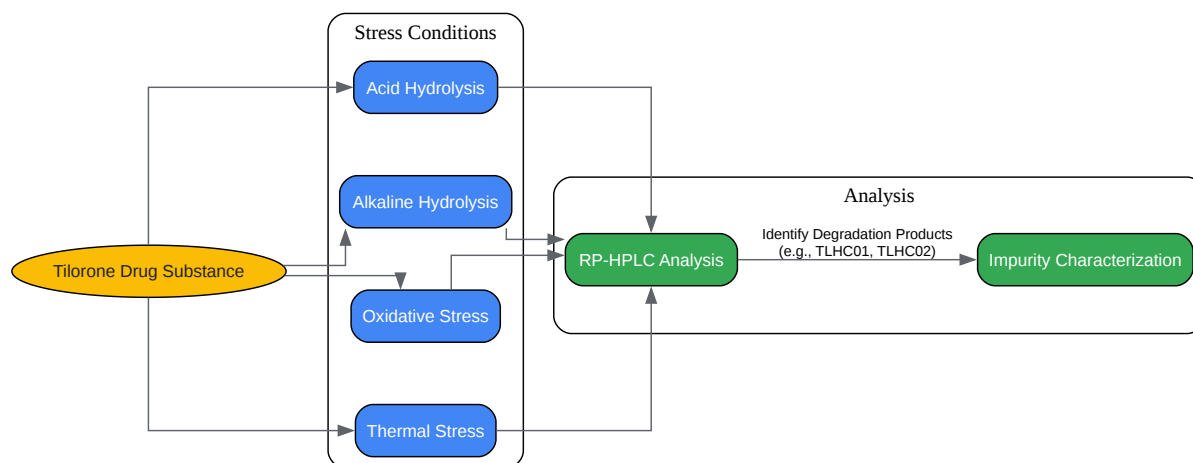 Stress Conditions
Acid Hydrolysis
Alkaline Hydrolysis
Tilorone Drug Substance
Oxidative Stress
Thermal Stress
Analysis
RP-HPLC Analysis
Identify Degradation Products
(e.g., TLHC01, TLHC02)
Impurity Characterization